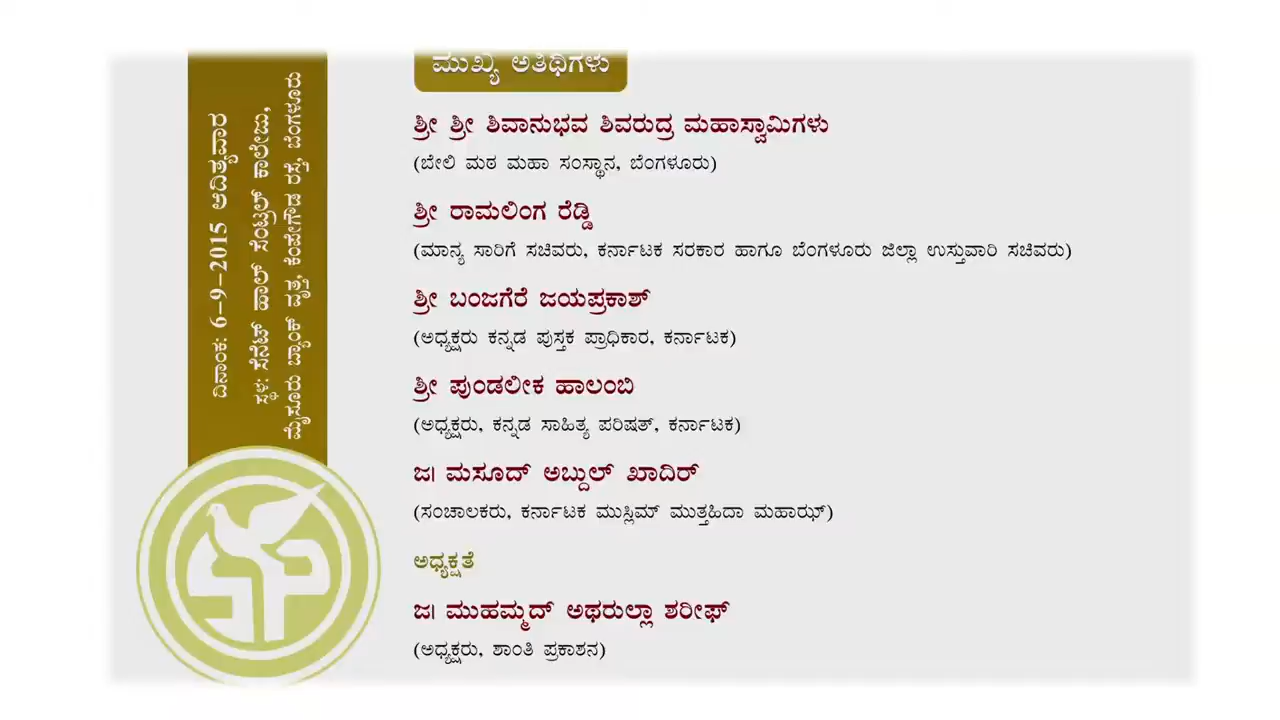 ದಿನಾಂಕ: 6-9-2015 ಆದಿತ್ಯವಾರ
ಸ್ಥಳ: ಸೆನೆಟ್ ಹಾಲ್ ಸೆಂಟ್ರಲ್ ಕಾಲೇಜು,
ಮೈಸೂರು ಬ್ಯಾಂಕ್ ವೃತ್ತ, ಕೆಂಪೇಗೌಡ ರಸ್ತೆ, ಬೆಂಗಳೂರು
ಮುಖ್ಯ ಅತಿಥಿಗಳು
ಶ್ರೀ ಶ್ರೀ ಶಿವಾನುಭವ ಶಿವರುದ್ರ ಮಹಾಸ್ವಾಮಿಗಳು
(ಬೇಲಿ ಮಠ ಮಹಾ ಸಂಸ್ಥಾನ, ಬೆಂಗಳೂರು)
ಶ್ರೀ ರಾಮಲಿಂಗ ರೆಡ್ಡಿ
(ಮಾನ್ಯ ಸಾರಿಗೆ ಸಚಿವರು, ಕರ್ನಾಟಕ ಸರಕಾರ ಹಾಗೂ ಬೆಂಗಳೂರು ಜಿಲ್ಲಾ ಉಸ್ತುವಾರಿ ಸಚಿವರು)
ಶ್ರೀ ಬಂಜಗೆರೆ ಜಯಪ್ರಕಾಶ್
(ಅಧ್ಯಕ್ಷರು ಕನ್ನಡ ಪುಸ್ತಕ ಪ್ರಾಧಿಕಾರ, ಕರ್ನಾಟಕ)
ಶ್ರೀ ಪುಂಡಲೀಕ ಹಾಲಂಬಿ
(ಅಧ್ಯಕ್ಷರು, ಕನ್ನಡ ಸಾಹಿತ್ಯ ಪರಿಷತ್, ಕರ್ನಾಟಕ)
ಜ। ಮಸೂದ್ ಅಬ್ದುಲ್ ಖಾದಿರ್
(ಸಂಚಾಲಕರು, ಕರ್ನಾಟಕ ಮುಸ್ಲಿಮ್ ಮುತ್ತಹಿದಾ ಮಹಾಝ್)
ಅಧ್ಯಕ್ಷತೆ
ಜ। ಮುಹಮ್ಮದ್ ಅಥರುಲ್ಲಾ ಶರೀಫ್
(ಅಧ್ಯಕ್ಷರು, ಶಾಂತಿ ಪ್ರಕಾಶನ)